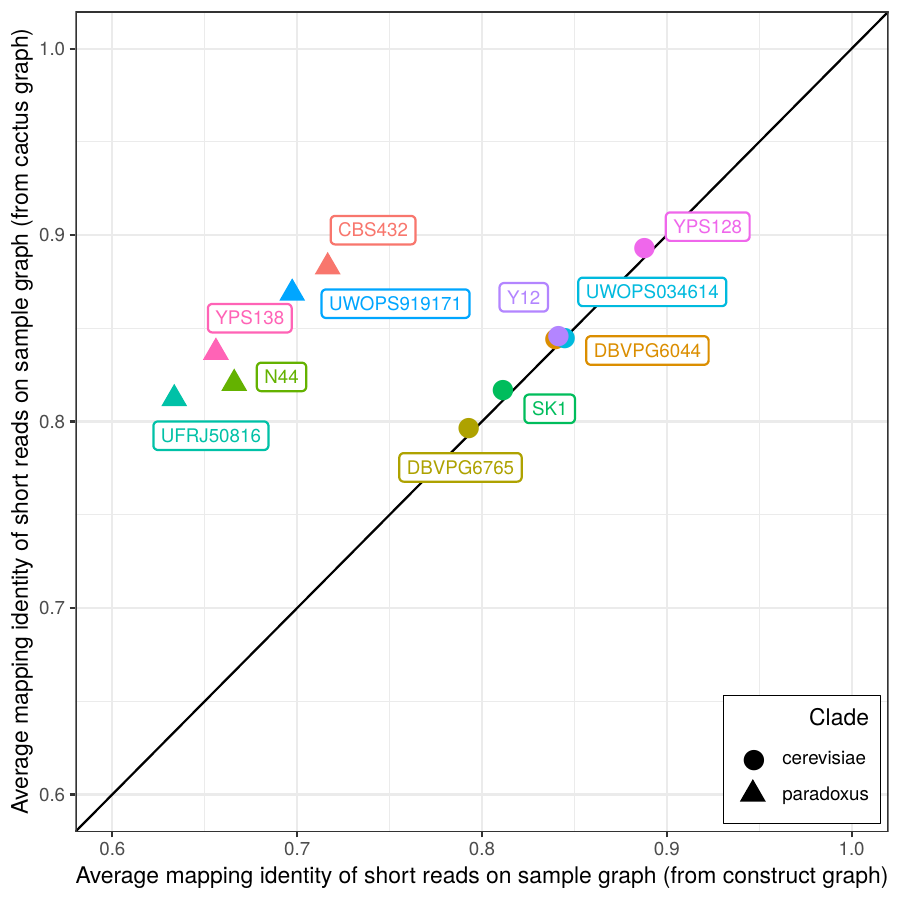 Average mapping identity of short reads on sample graph (from cactus graph)
1.0
0.9
0.8
0.7
0.6
CBS432
YPS128
UWOPS919171
Y12
UWOPS034614
YPS138
DBVPG6044
N44
SK1
UFRJ50816
DBVPG6765
Clade
cerevisiae
paradoxus
0.6 0.7 0.8 0.9 1.0
Average mapping identity of short reads on sample graph (from construct graph)